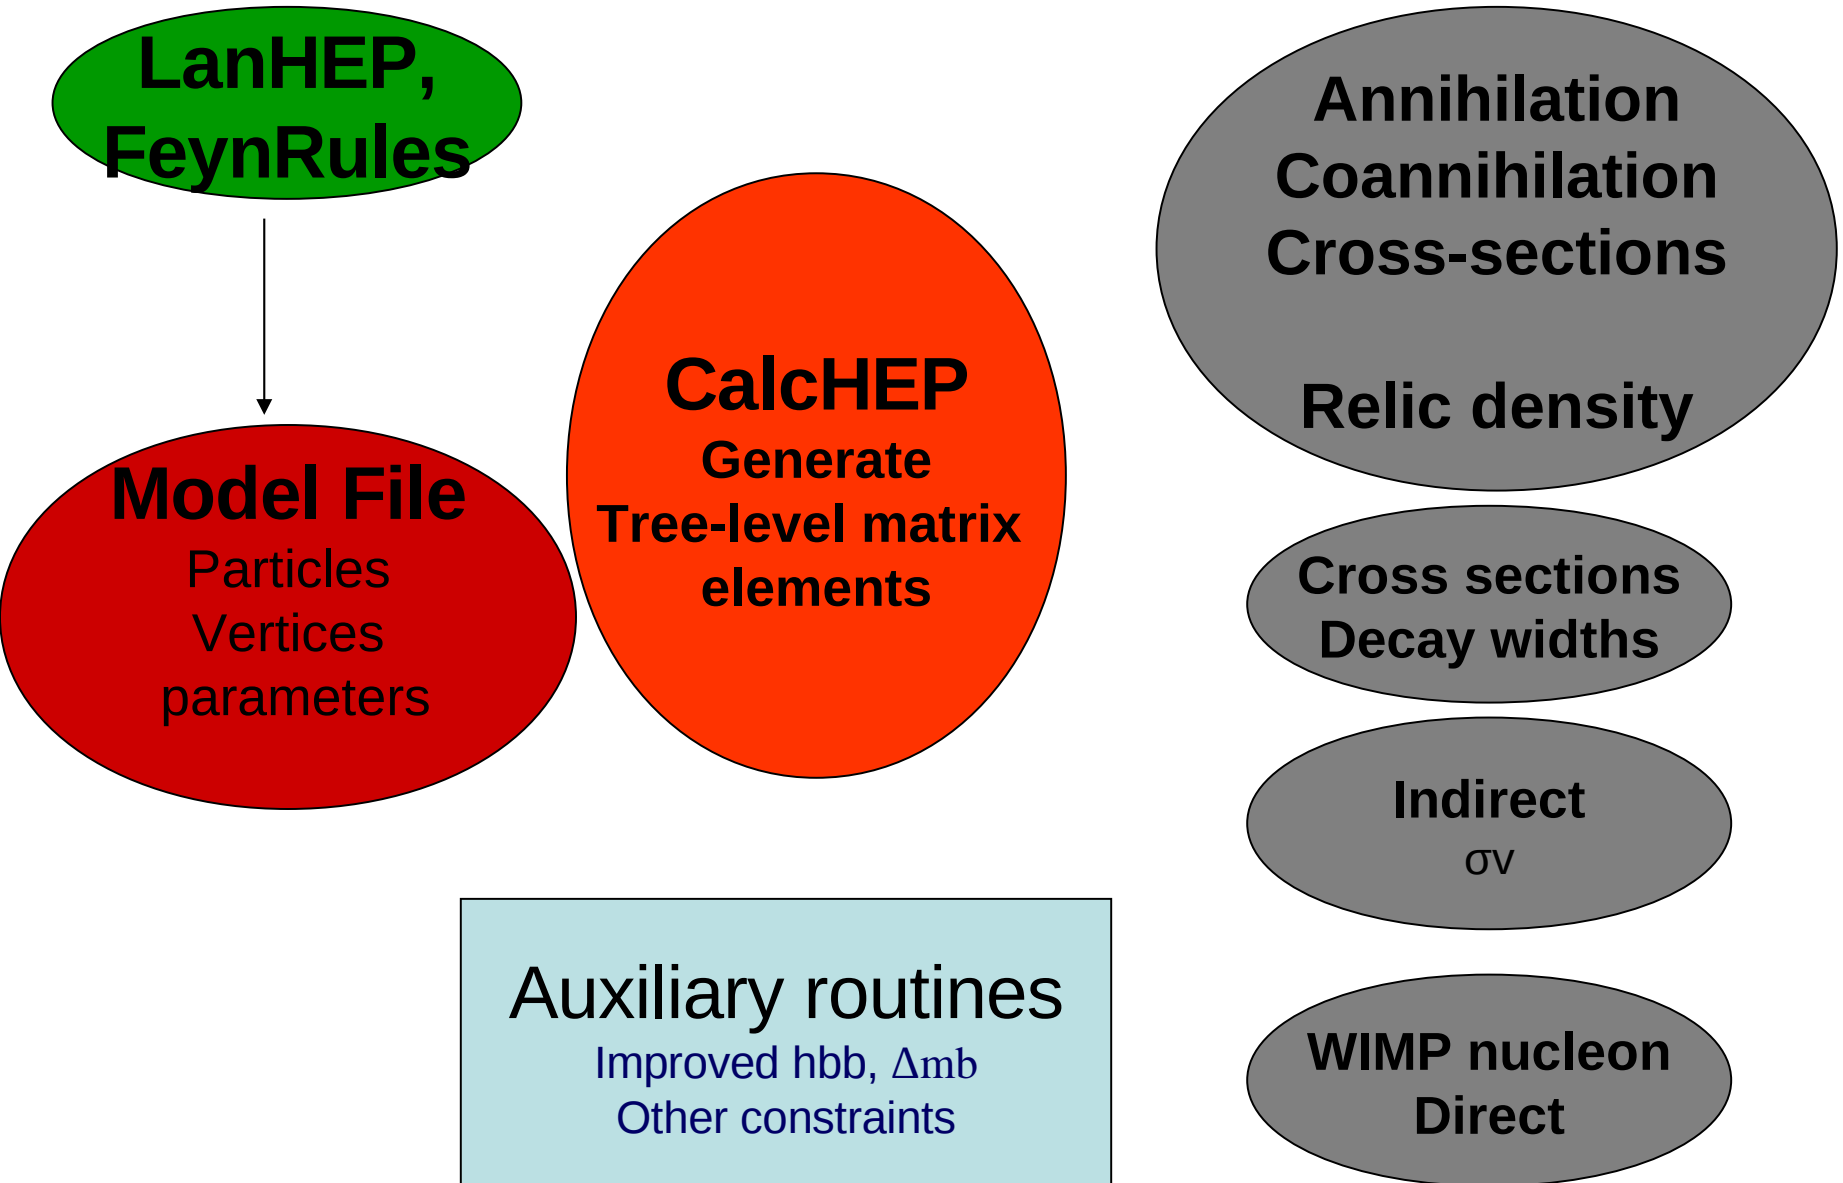 LanHEP,
FeynRules
Model File
Particles
Vertices
parameters
CalcHEP
Generate
Tree-level matrix
elements
Auxiliary routines
Improved hbb, Δmb
Other constraints
Annihilation
Coannihilation
Cross-sections
Relic density
Cross sections
Decay widths
Indirect
σv
WIMP nucleon
Direct